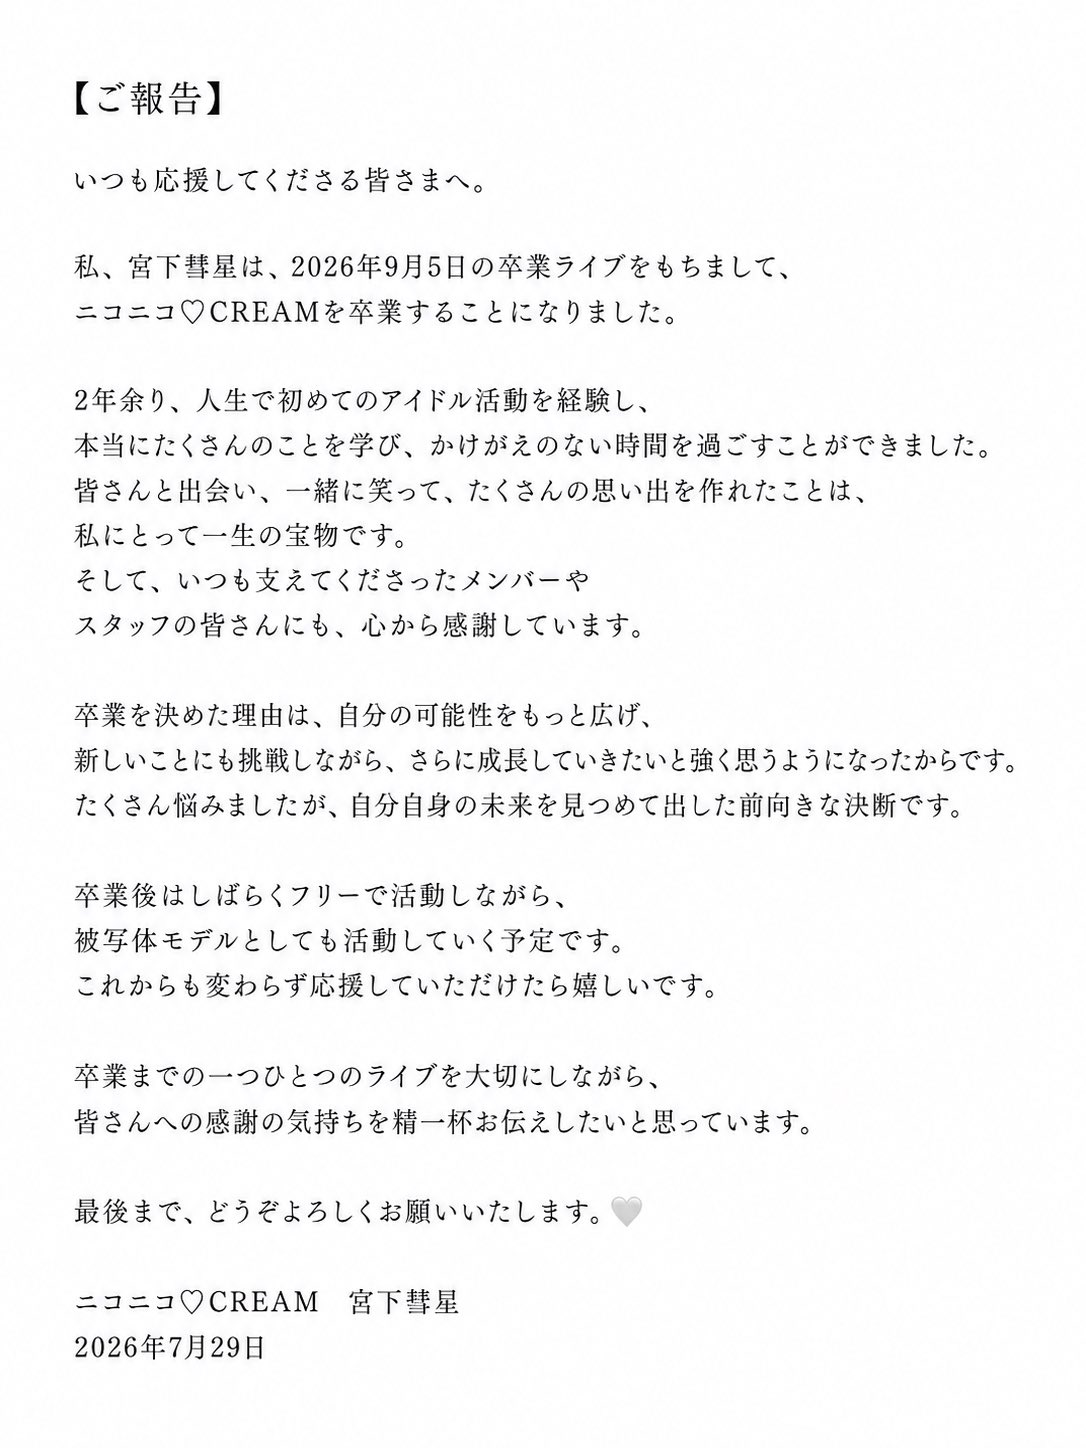 【ご報告】
いつも応援してくださる皆さまへ。
私、宮下彗星は、2026年9月5日の卒業ライブをもちまして、
ニコニコ♡CREAMを卒業することになりました。
2年余り、人生で初めてのアイドル活動を経験し、
本当にたくさんのことを学び、かけがえのない時間を過ごすことができました。
皆さんと出会い、一緒に笑って、たくさんの思い出を作れたことは、
私にとって一生の宝物です。
そして、いつも支えてくださったメンバーや
スタッフの皆さんにも、心から感謝しています。
卒業を決めた理由は、自分の可能性をもっと広げ、
新しいことにも挑戦しながら、さらに成長していきたいと強く思うようになったからです。
たくさん悩みましたが、自分自身の未来を見つめて出した前向きな決断です。
卒業後はしばらくフリーで活動しながら、
被写体モデルとしても活動していく予定です。
これからも変わらず応援していただけたら嬉しいです。
卒業までの一つひとつのライブを大切にしながら、
皆さんへの感謝の気持ちを精一杯お伝えしたいと思っています。
最後まで、どうぞよろしくお願いいたします。🤍
ニコニコ♡CREAM　宮下彗星
2026年7月29日